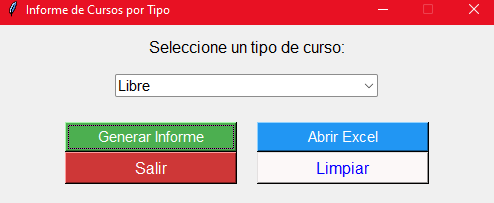 Informe de Cursos por Tipo
Seleccione un tipo de curso:
Libre
Generar Informe
Abrir Excel
Salir
Limpiar